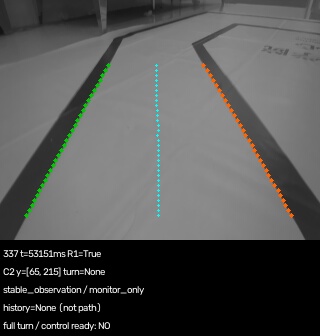 337 t=53151ms R1=True
C2 y=[65, 215] turn=None
stable_observation / monitor_only
history=None (not path)
full turn / control ready: NO